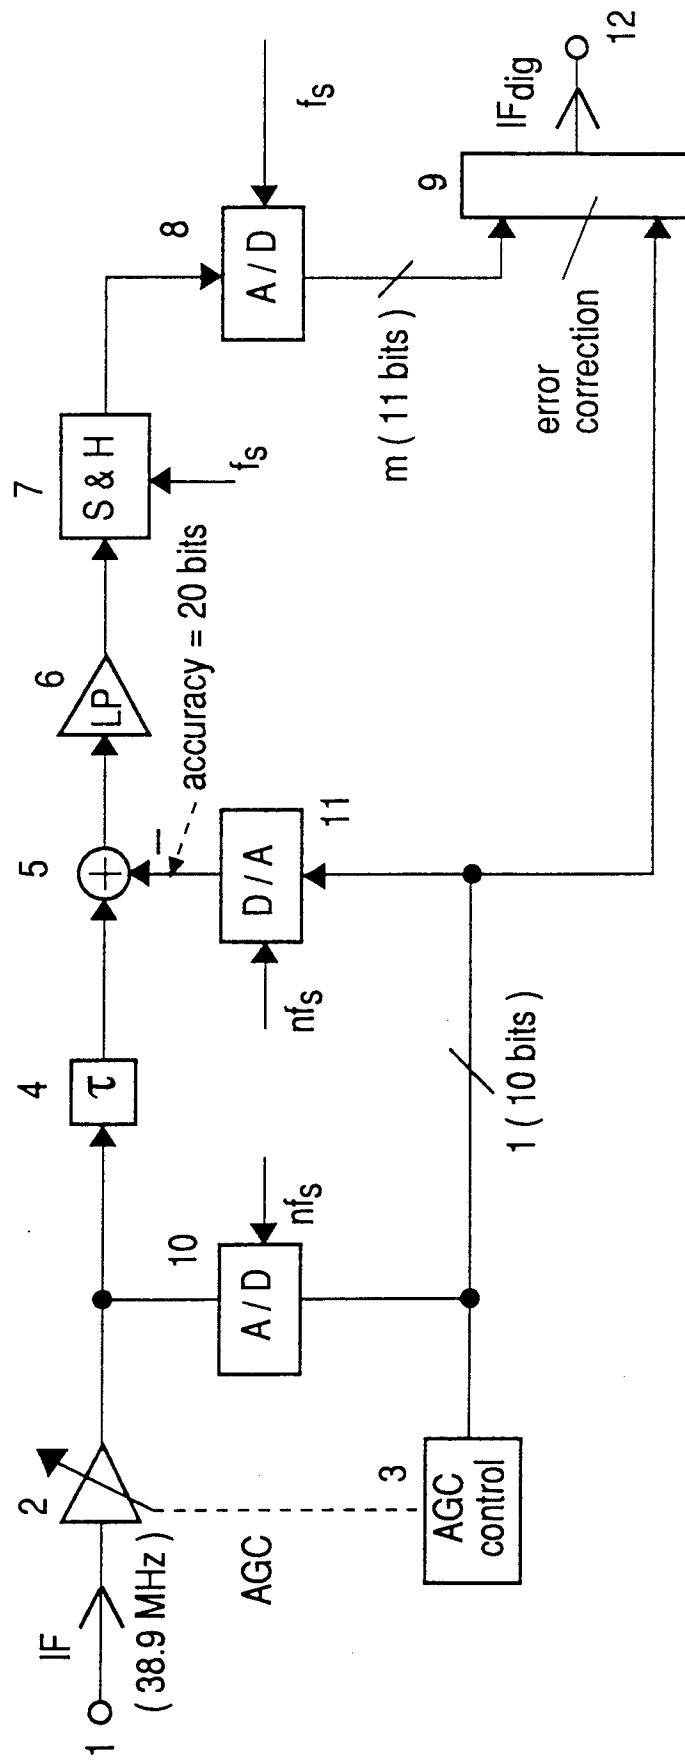 1
IF
( 38.9 MHz )
2
AGC
3
AGC
control
10
A / D
nfs
4
τ
5
+
−
accuracy = 20 bits
11
D / A
nfs
1 ( 10 bits )
6
LP
7
S & H
fs
8
A / D
fs
m ( 11 bits )
9
error
correction
IFdig
12